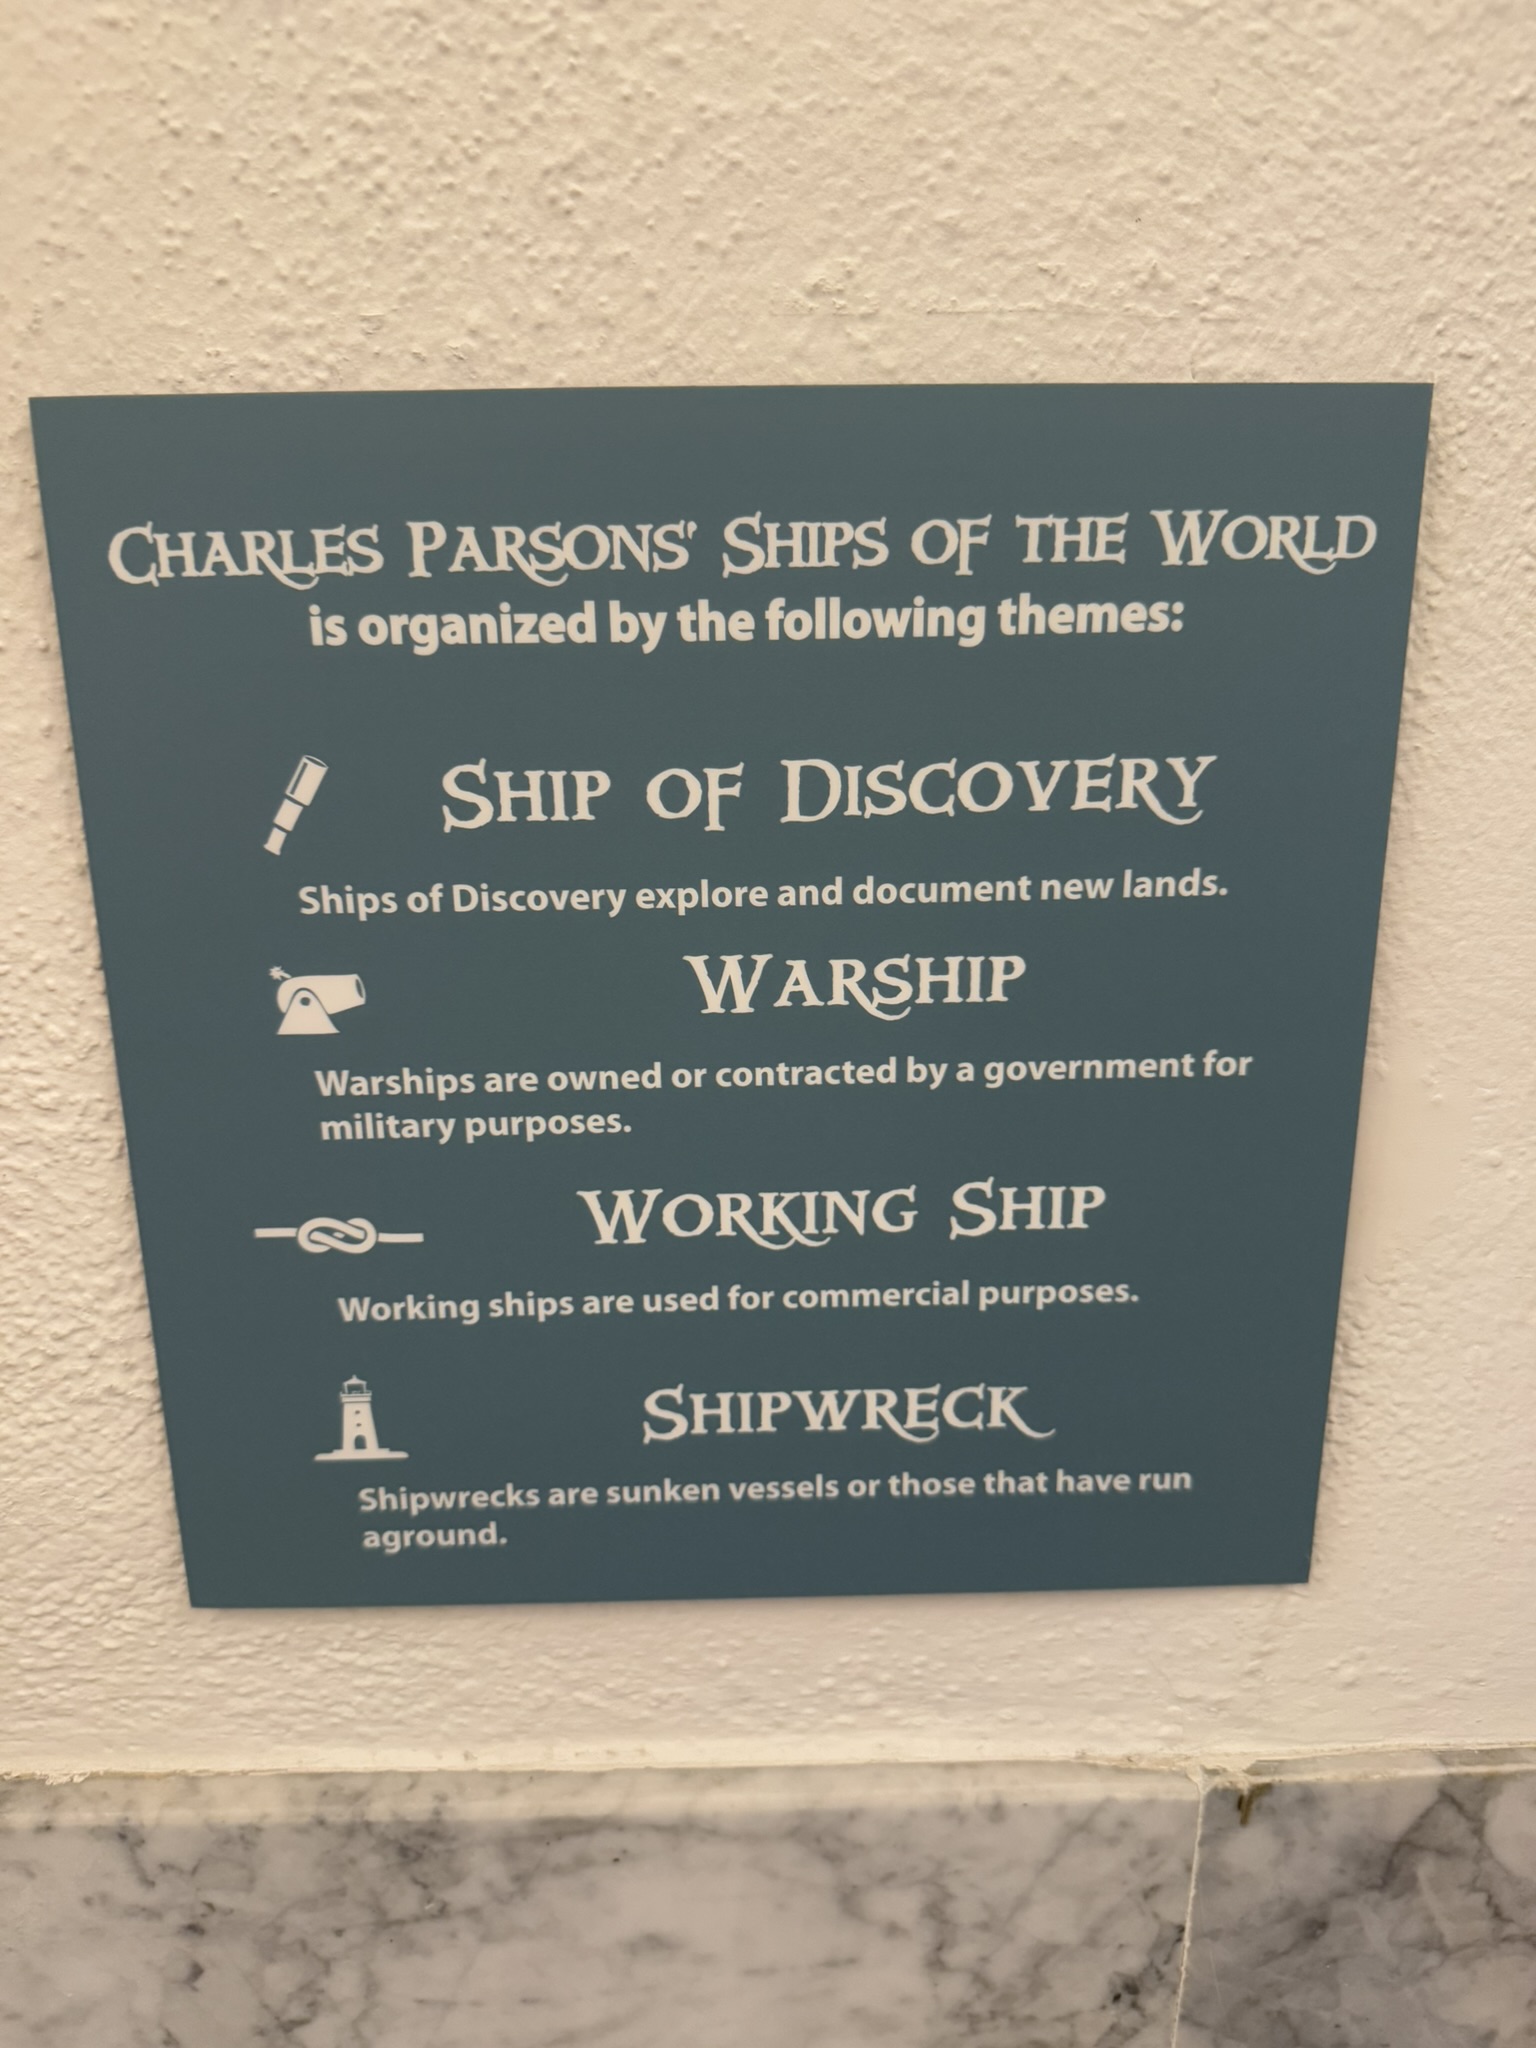 Charles Parsons' Ships of the World
is organized by the following themes:
Ship of Discovery
Ships of Discovery explore and document new lands.
Warship
Warships are owned or contracted by a government for
military purposes.
Working Ship
Working ships are used for commercial purposes.
Shipwreck
Shipwrecks are sunken vessels or those that have run
aground.